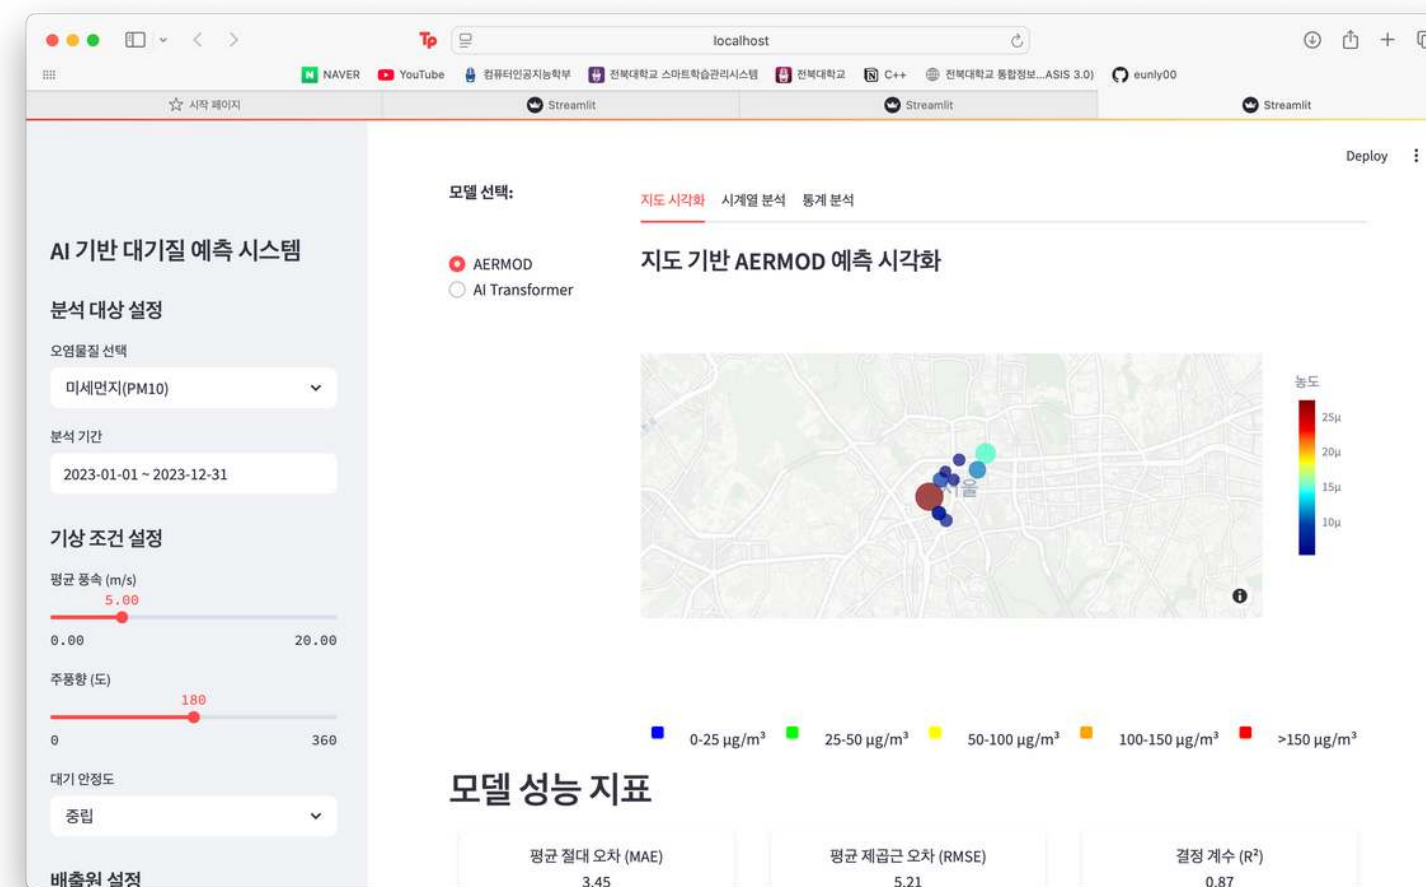 Tp
localhost
NAVER
YouTube
컴퓨터인공지능학부
전북대학교 스마트학습관리시스템
전북대학교
C++
전북대학교 통합정보...ASIS 3.0)
eunly00
시작 페이지
Streamlit
Streamlit
Streamlit
Deploy
AI 기반 대기질 예측 시스템
분석 대상 설정
오염물질 선택
미세먼지(PM10)
분석 기간
2023-01-01 ~ 2023-12-31
기상 조건 설정
평균 풍속 (m/s)
5.00
0.00 20.00
주풍향 (도)
180
0 360
대기 안정도
중립
배출원 설정
모델 선택:
AERMOD
AI Transformer
지도 시각화 시계열 분석 통계 분석
지도 기반 AERMOD 예측 시각화
서울
농도
25μ
20μ
15μ
10μ
0-25 μg/m³ 25-50 μg/m³ 50-100 μg/m³ 100-150 μg/m³ >150 μg/m³
모델 성능 지표
평균 절대 오차 (MAE)
3.45
평균 제곱근 오차 (RMSE)
5.21
결정 계수 (R²)
0.87